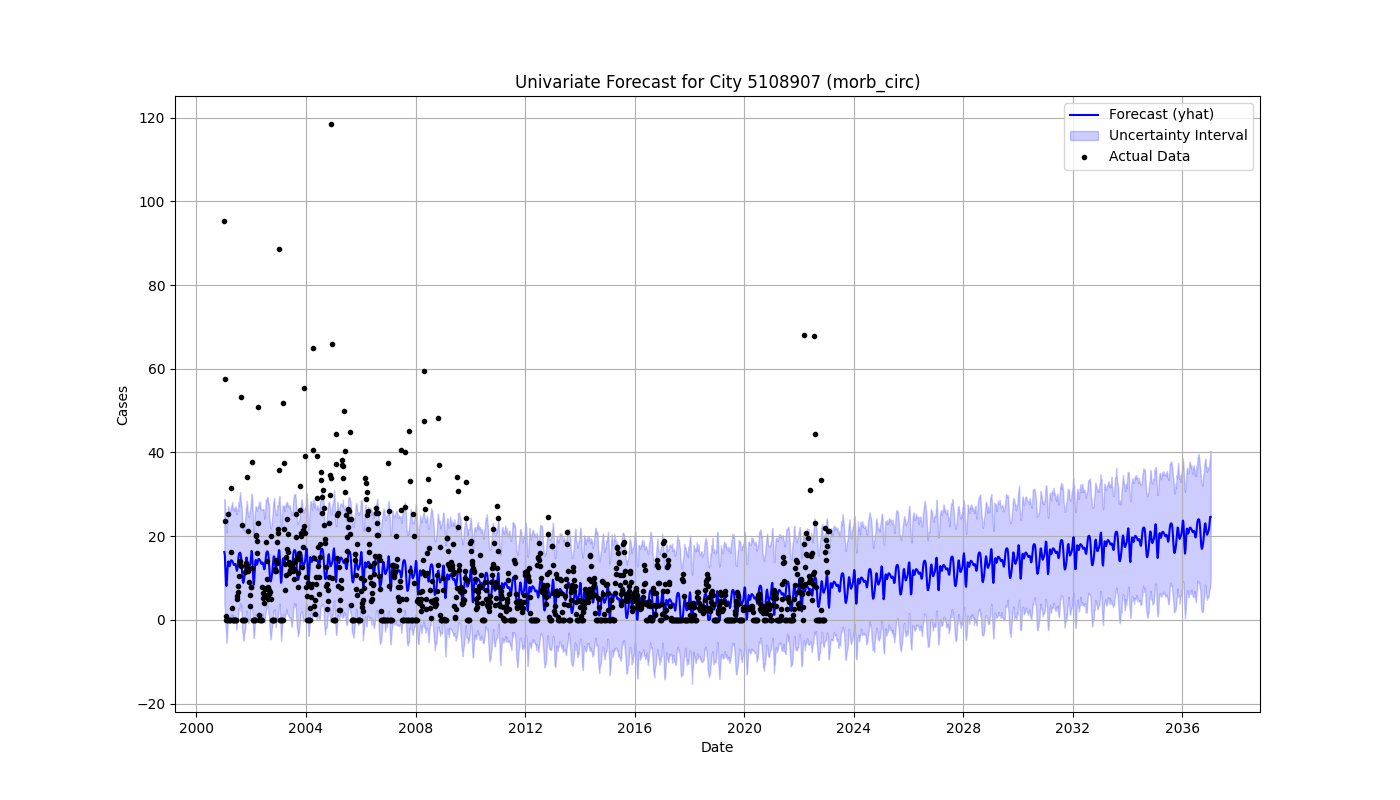 Univariate Forecast for City 5108907 (morb_circ)
Forecast (yhat)
Uncertainty Interval
Actual Data
Cases
120
100
80
60
40
20
0
−20
2000 2004 2008 2012 2016 2020 2024 2028 2032 2036
Date